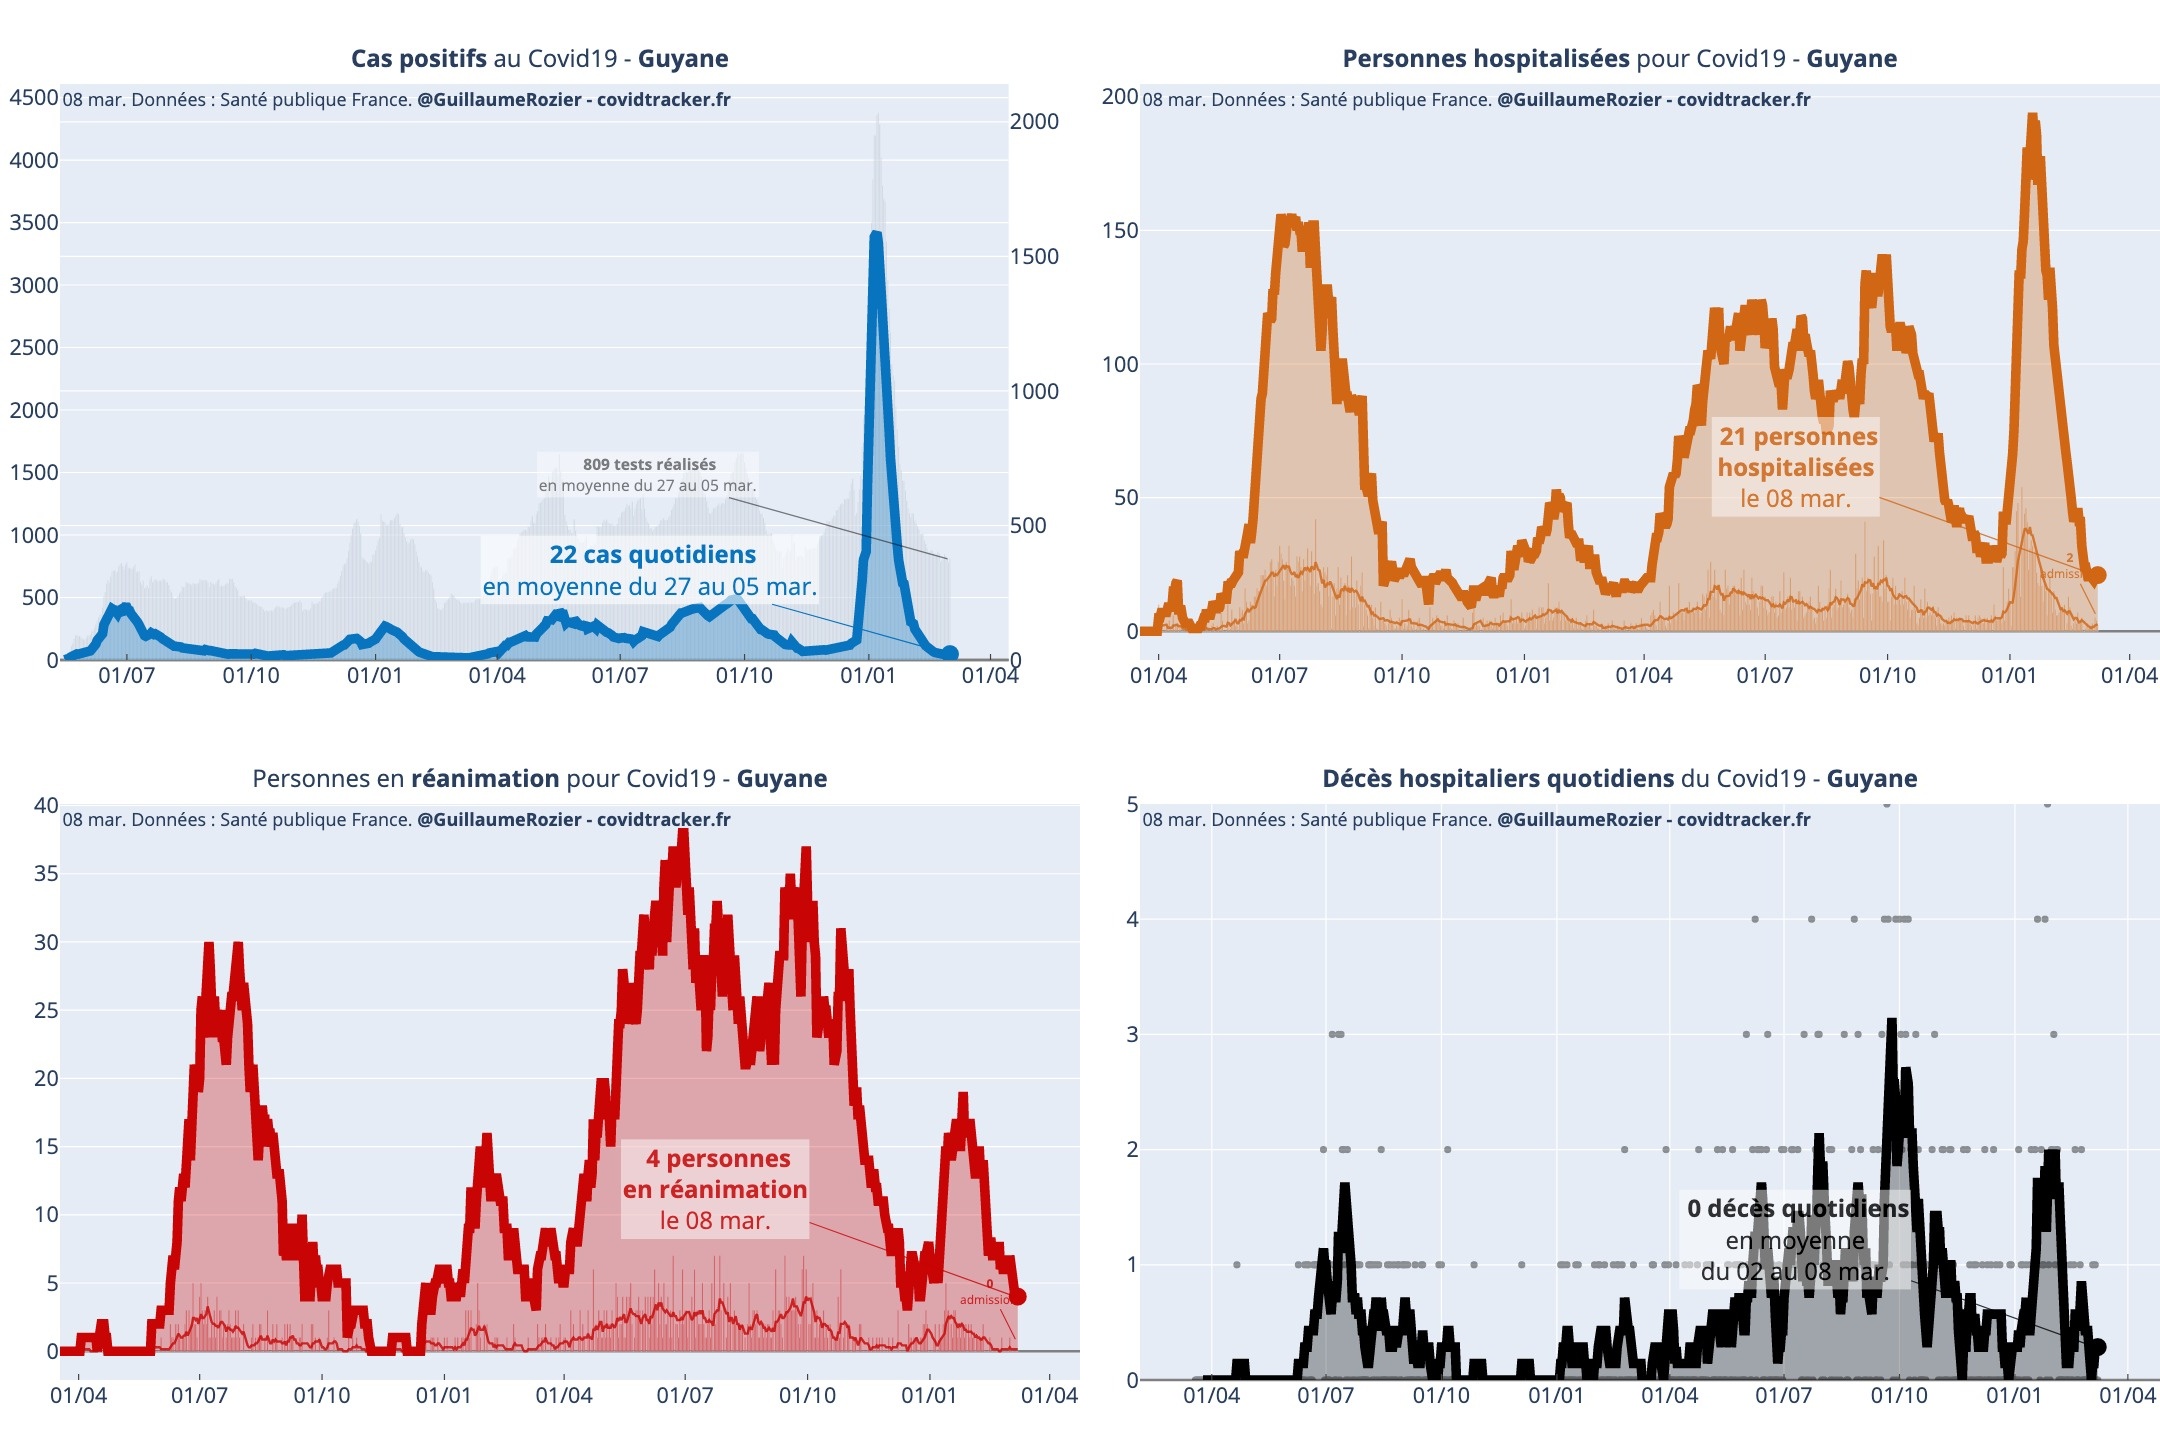 Cas positifs au Covid19 - Guyane
08 mar. Données : Santé publique France. @GuillaumeRozier - covidtracker.fr
4500
4000
3500
3000
2500
2000
1500
1000
500
0
2000
1500
1000
500
0
809 tests réalisés
en moyenne du 27 au 05 mar.
22 cas quotidiens
en moyenne du 27 au 05 mar.
01/07 01/10 01/01 01/04 01/07 01/10 01/01 01/04
Personnes hospitalisées pour Covid19 - Guyane
08 mar. Données : Santé publique France. @GuillaumeRozier - covidtracker.fr
200
150
100
50
0
21 personnes
hospitalisées
le 08 mar.
2
admissi
01/04 01/07 01/10 01/01 01/04 01/07 01/10 01/01 01/04
Personnes en réanimation pour Covid19 - Guyane
08 mar. Données : Santé publique France. @GuillaumeRozier - covidtracker.fr
40
35
30
25
20
15
10
5
0
4 personnes
en réanimation
le 08 mar.
0
admissio
01/04 01/07 01/10 01/01 01/04 01/07 01/10 01/01 01/04
Décès hospitaliers quotidiens du Covid19 - Guyane
08 mar. Données : Santé publique France. @GuillaumeRozier - covidtracker.fr
5
4
3
2
1
0
0 décès quotidiens
en moyenne
du 02 au 08 mar.
01/04 01/07 01/10 01/01 01/04 01/07 01/10 01/01 01/04